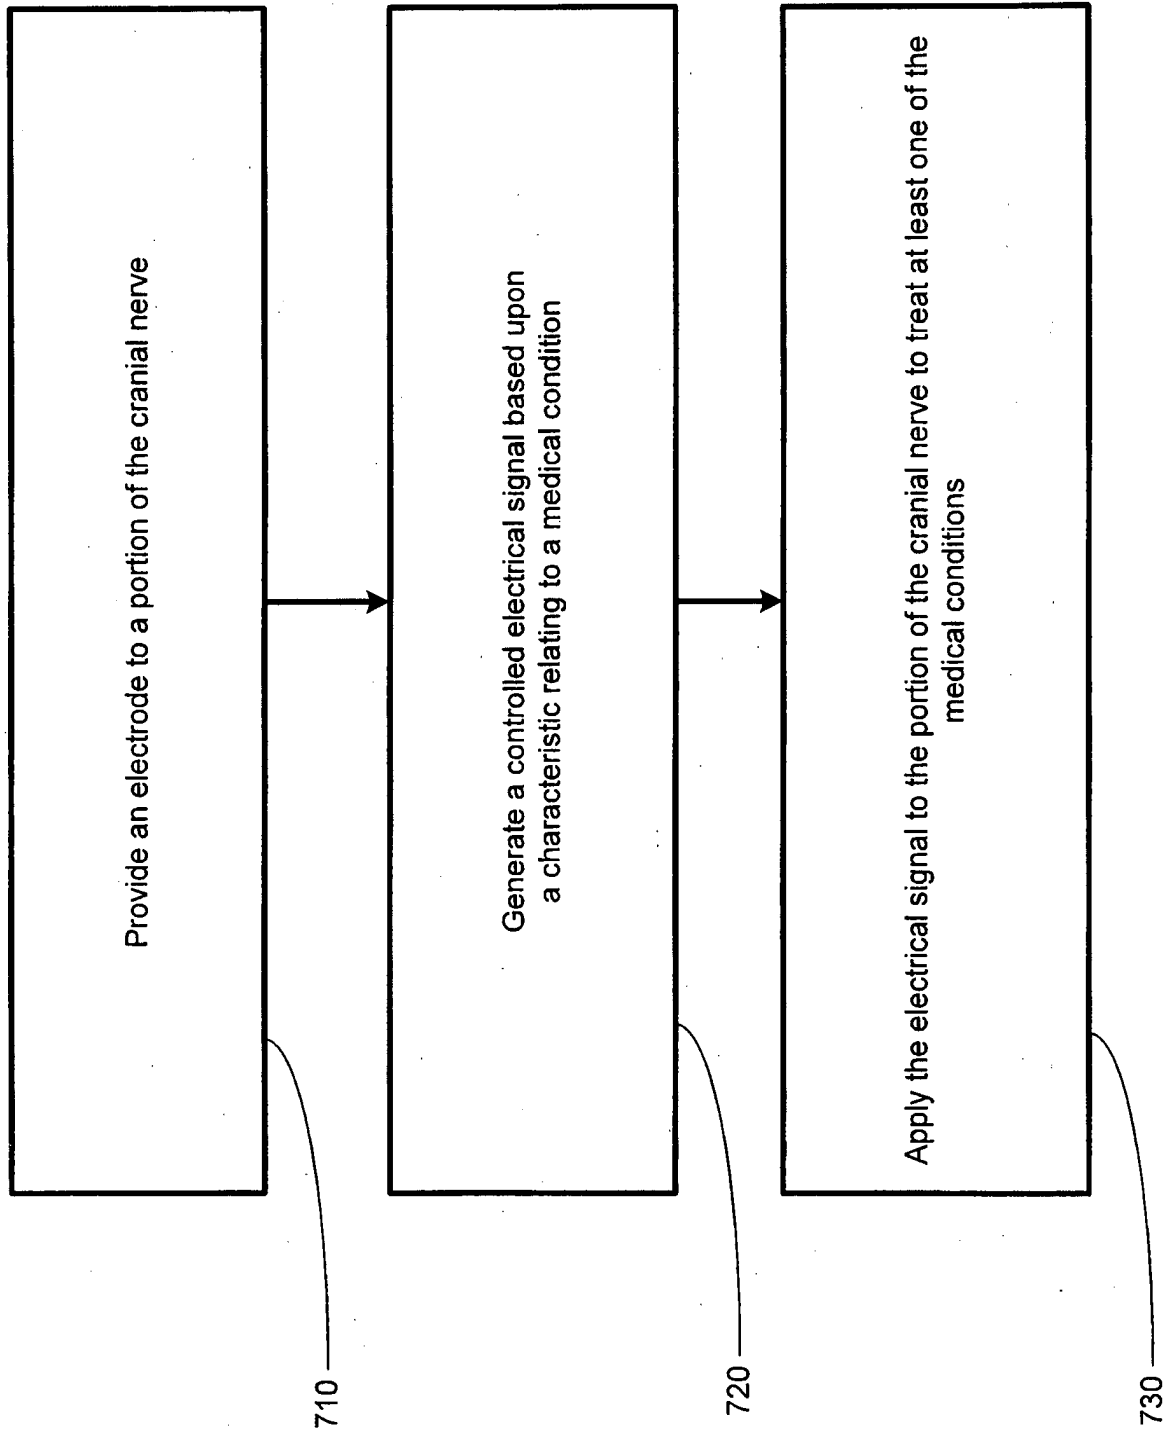 710
Provide an electrode to a portion of the cranial nerve
720
Generate a controlled electrical signal based upon
a characteristic relating to a medical condition
730
Apply the electrical signal to the portion of the cranial nerve to treat at least one of the
medical conditions